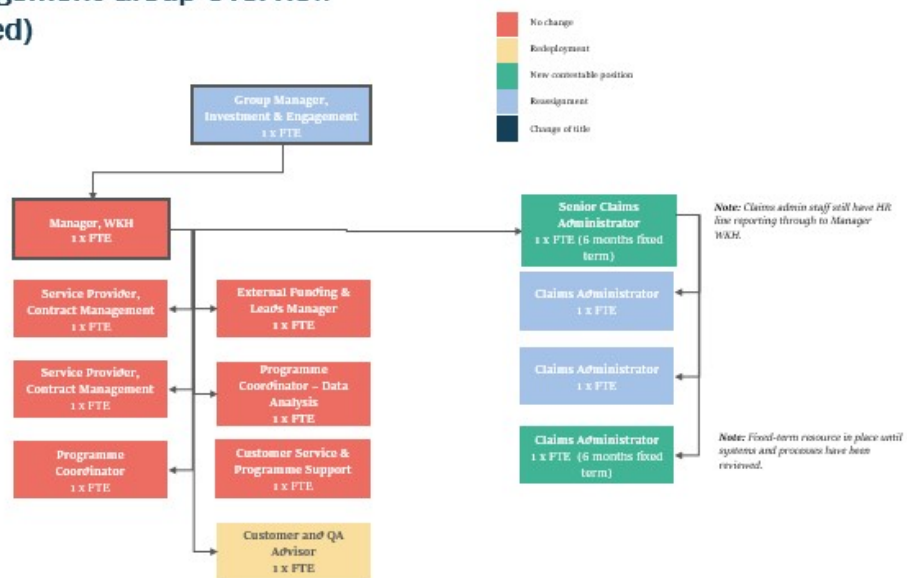 ed)
No change
Redeployment
New contestable position
Reassignment
Change of title
Group Manager,
Investment & Engagement
1 x FTE
Manager, WKH
1 x FTE
Service Provider,
Contract Management
1 x FTE
External Funding &
Leads Manager
1 x FTE
Service Provider,
Contract Management
1 x FTE
Programme
Coordinator – Data
Analysis
1 x FTE
Programme
Coordinator
1 x FTE
Customer Service &
Programme Support
1 x FTE
Customer and QA
Advisor
1 x FTE
Senior Claims
Administrator
1 x FTE (6 months fixed
term)
Note: Claims admin staff still have HR
line reporting through to Manager
WKH.
Claims Administrator
1 x FTE
Claims Administrator
1 x FTE
Claims Administrator
1 x FTE (6 months fixed
term)
Note: Fixed-term resource in place until
systems and processes have been
reviewed.